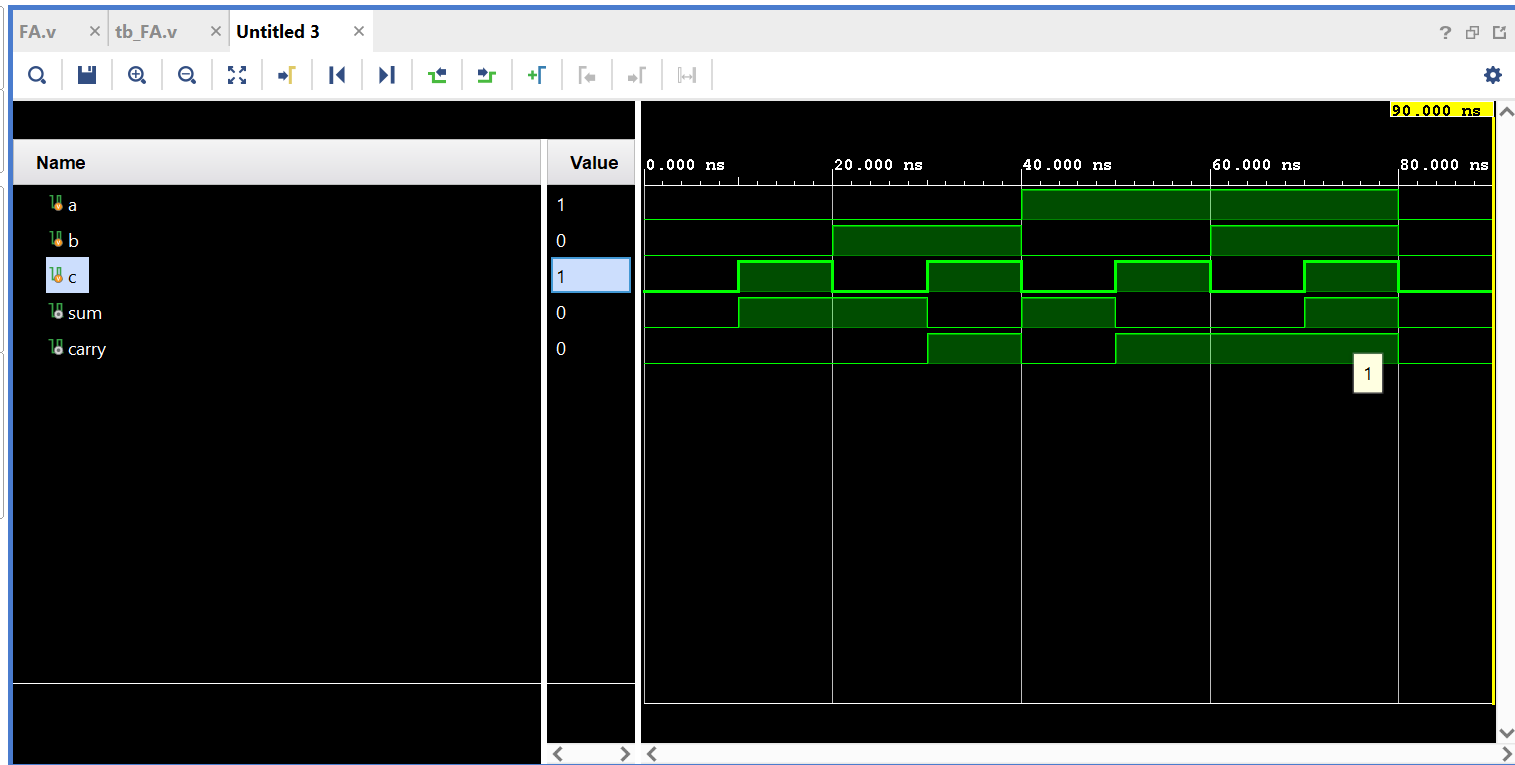 FA.v
tb_FA.v
Untitled 3
90.000 ns
Name
Value
0.000 ns
20.000 ns
40.000 ns
60.000 ns
80.000 ns
a
1
b
0
c
1
sum
0
carry
0
1